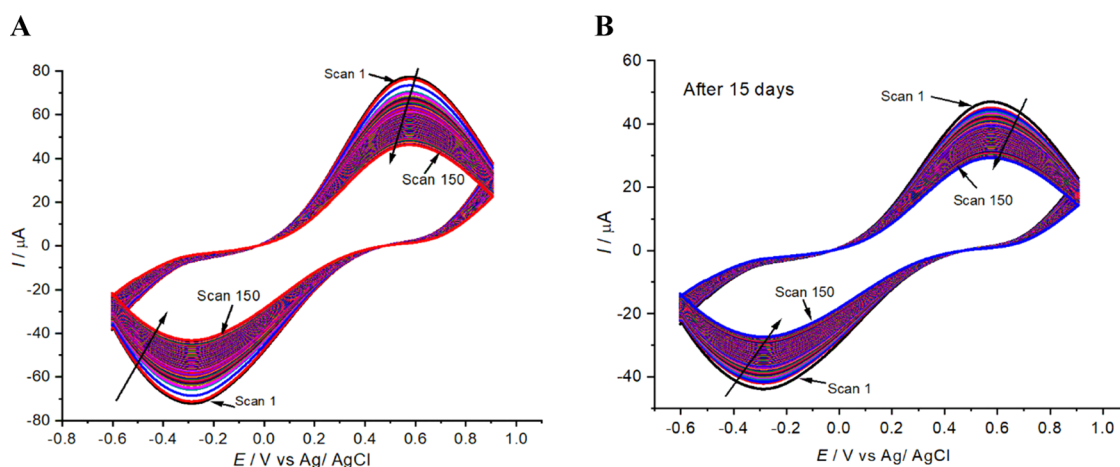 A
B
80
60
40
20
0
-20
-40
-60
-80
I / µA
-0.8
-0.6
-0.4
-0.2
0.0
0.2
0.4
0.6
0.8
1.0
E / V vs Ag/ AgCl
Scan 1
Scan 150
Scan 150
Scan 1
60
40
20
0
-20
-40
I / µA
-0.6
-0.4
-0.2
0.0
0.2
0.4
0.6
0.8
1.0
E / V vs Ag/ AgCl
After 15 days
Scan 1
Scan 150
Scan 150
Scan 1